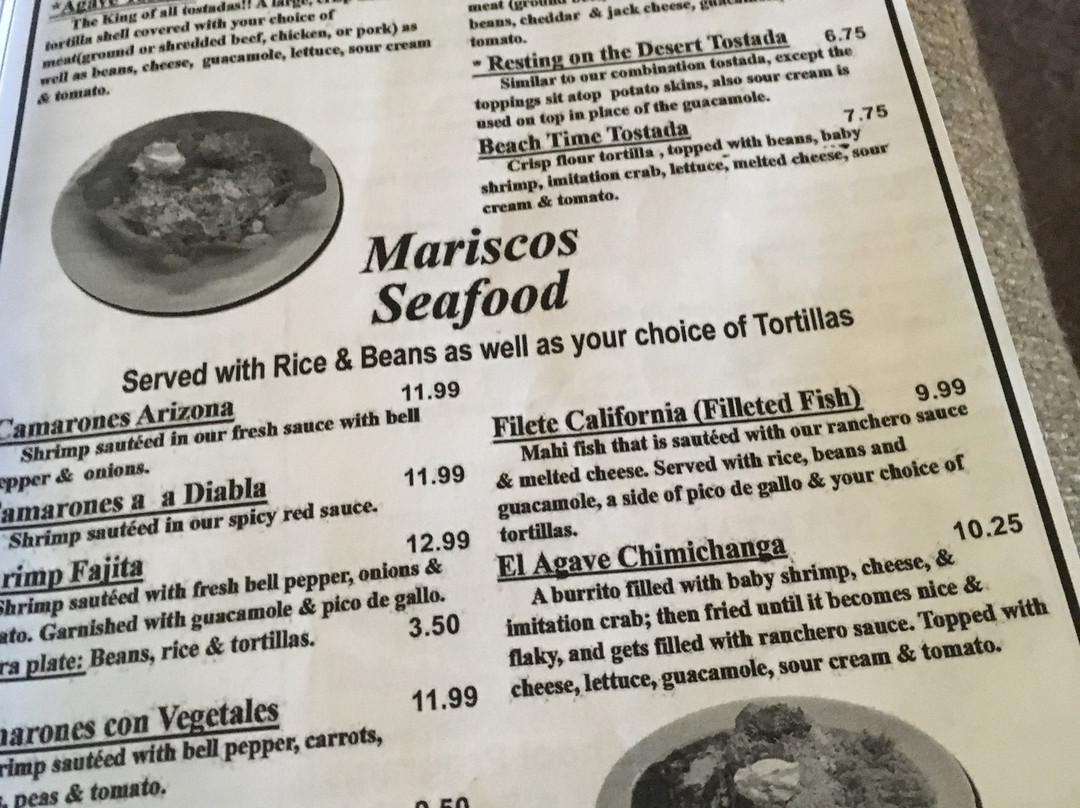 *Agave
The King of all tostadas!! A large, crisp
tortilla shell covered with your choice of
meat(ground or shredded beef, chicken, or pork) as
well as beans, cheese, guacamole, lettuce, sour cream
& tomato.
meat (ground
beans, cheddar & jack cheese,
tomato.
* Resting on the Desert Tostada 6.75
Similar to our combination tostada, except the
toppings sit atop potato skins, also sour cream is
used on top in place of the guacamole.
Beach Time Tostada 7.75
Crisp flour tortilla , topped with beans, baby
shrimp, imitation crab, lettuce, melted cheese, sour
cream & tomato.
Mariscos
Seafood
Served with Rice & Beans as well as your choice of Tortillas
Camarones Arizona 11.99
Shrimp sautéed in our fresh sauce with bell
epper & onions.
amarones a a Diabla 11.99
Shrimp sautéed in our spicy red sauce.
rimp Fajita 12.99
Shrimp sautéed with fresh bell pepper, onions &
ato. Garnished with guacamole & pico de gallo.
ra plate: Beans, rice & tortillas. 3.50
arones con Vegetales 11.99
rimp sautéed with bell pepper, carrots,
, peas & tomato.
9.50
Filete California (Filleted Fish) 9.99
Mahi fish that is sautéed with our ranchero sauce
& melted cheese. Served with rice, beans and
guacamole, a side of pico de gallo & your choice of
tortillas.
El Agave Chimichanga 10.25
A burrito filled with baby shrimp, cheese, &
imitation crab; then fried until it becomes nice &
flaky, and gets filled with ranchero sauce. Topped with
cheese, lettuce, guacamole, sour cream & tomato.